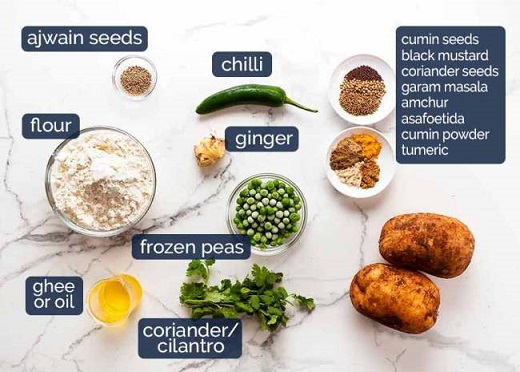 ajwain seeds
chilli
cumin seeds
black mustard
coriander seeds
garam masala
amchur
asafoetida
cumin powder
tumeric
flour
ginger
frozen peas
ghee
or oil
coriander/
cilantro